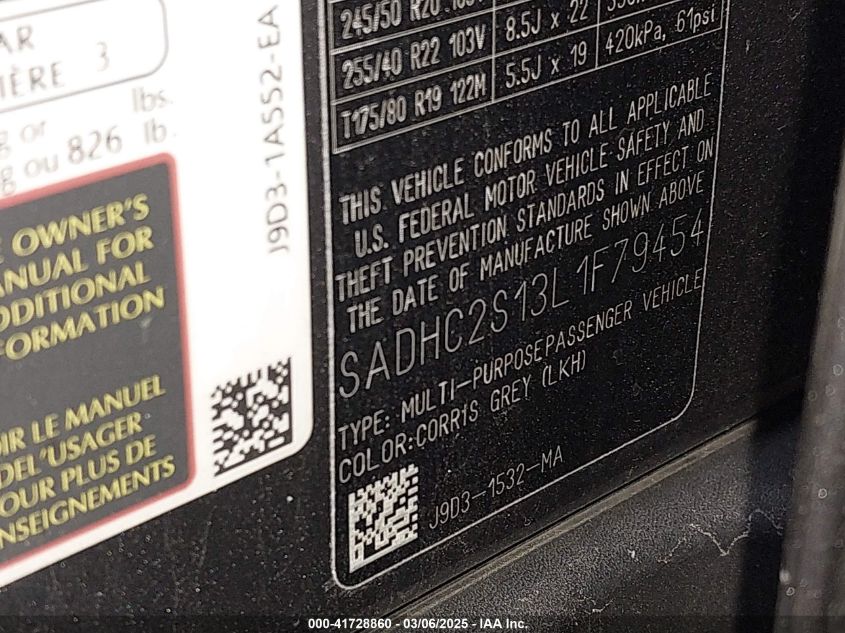 AR
IÈRE 3
lbs.
g or
g ou 826 lb.
OWNER'S
ANUAL FOR
DDITIONAL
FORMATION
OIR LE MANUEL
DEL'USAGER
OUR PLUS DE
ENSEIGNEMENTS
J9D3-1A552-EA
245/50 R20
8.5J x 22
255/40 R22 103V
420kPa, 61psi
5.5J x 19
T175/80 R19 122M
THIS VEHICLE CONFORMS TO ALL APPLICABLE
U.S. FEDERAL MOTOR VEHICLE SAFETY AND
THEFT PREVENTION STANDARDS IN EFFECT ON
THE DATE OF MANUFACTURE SHOWN ABOVE
SADHC2S13L1F79454
TYPE: MULTI-PURPOSEPASSENGER VEHICLE
COLOR:CORRIS GREY (LKH)
J9D3-1532-MA
000-41728860 - 03/06/2025 - IAA Inc.